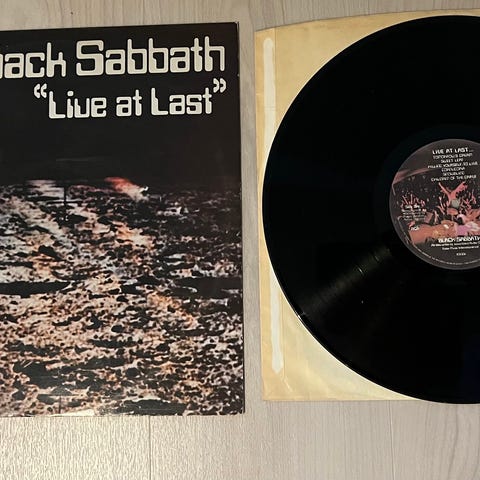 back Sabbath
“Live at Last”
LIVE AT LAST...
TOMORROW'S DREAM
SWEET LEAF
KILLING YOURSELF TO LIVE
CORNUCOPIA
SNOWBLIND
CHILDREN OF THE GRAVE
BLACK SABBATH